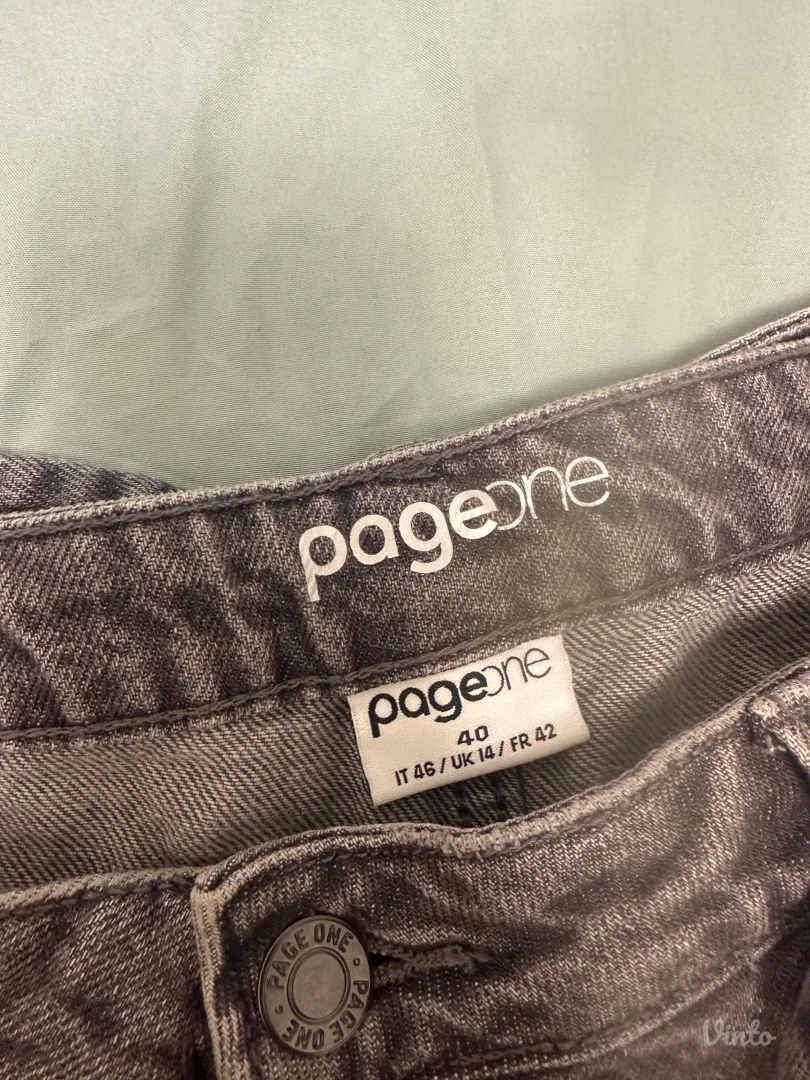 pageone
pageone
40
IT 46 / UK 14 / FR 42
PAGE ONE • PAGE ONE •
Vinto